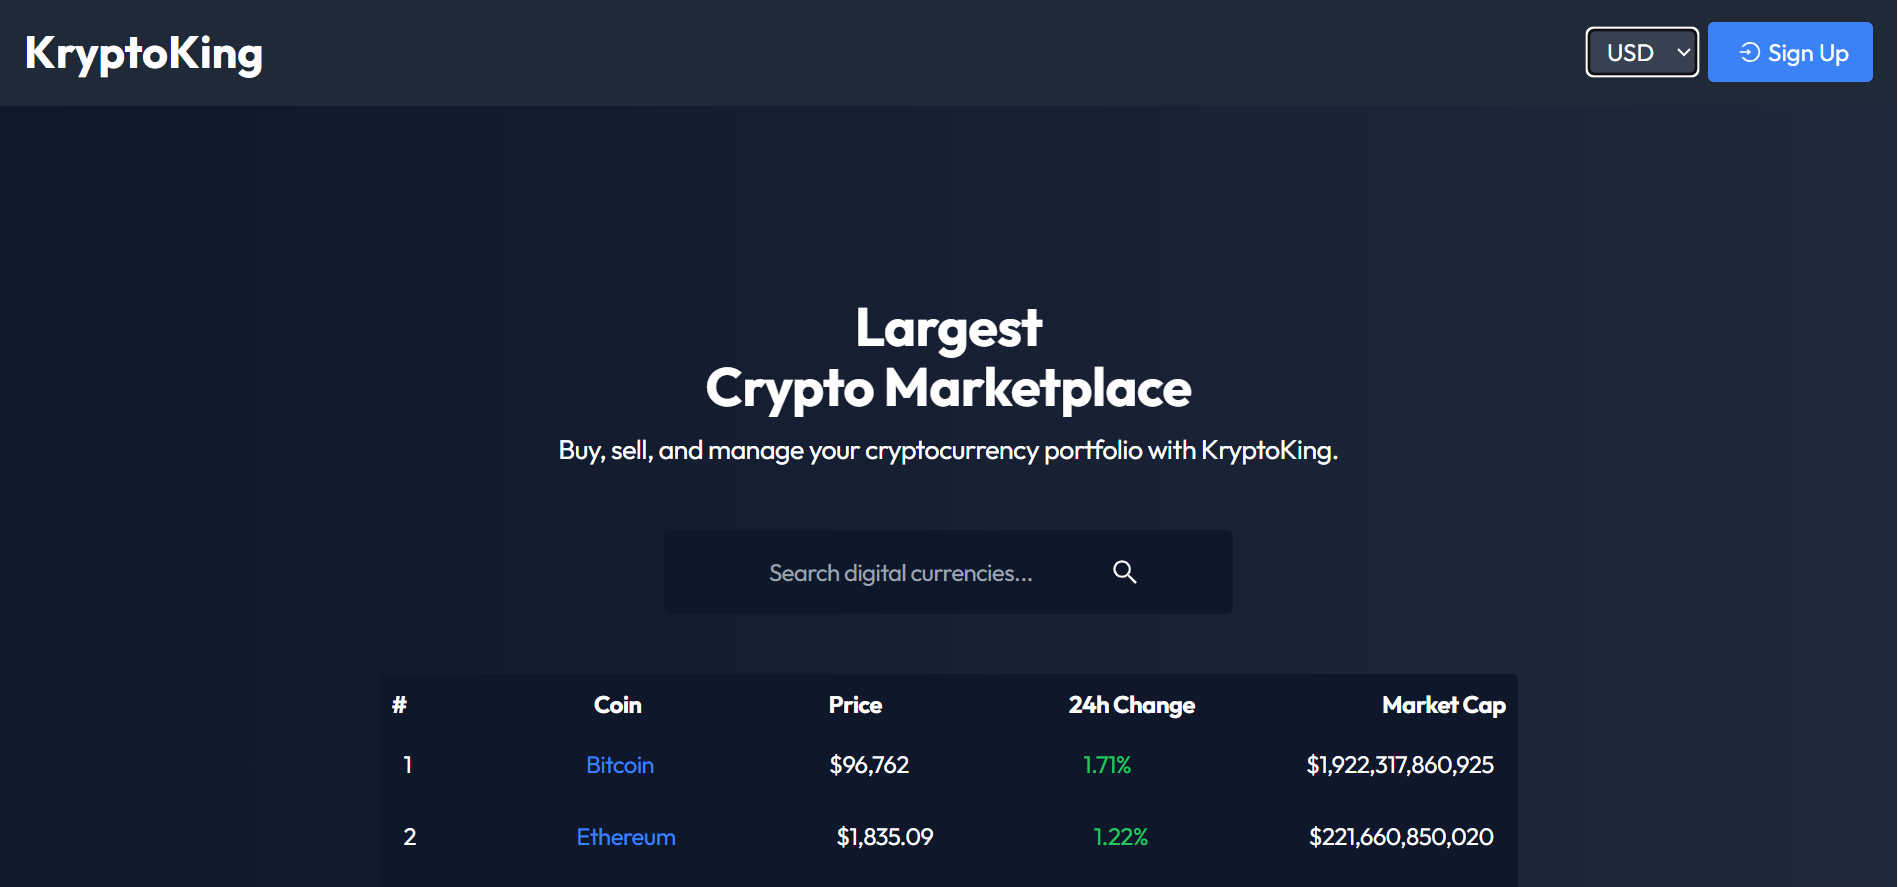 KryptoKing
USD
Sign Up
Largest
Crypto Marketplace
Buy, sell, and manage your cryptocurrency portfolio with KryptoKing.
Search digital currencies...
# Coin Price 24h Change Market Cap
1 Bitcoin $96,762 1.71% $1,922,317,860,925
2 Ethereum $1,835.09 1.22% $221,660,850,020